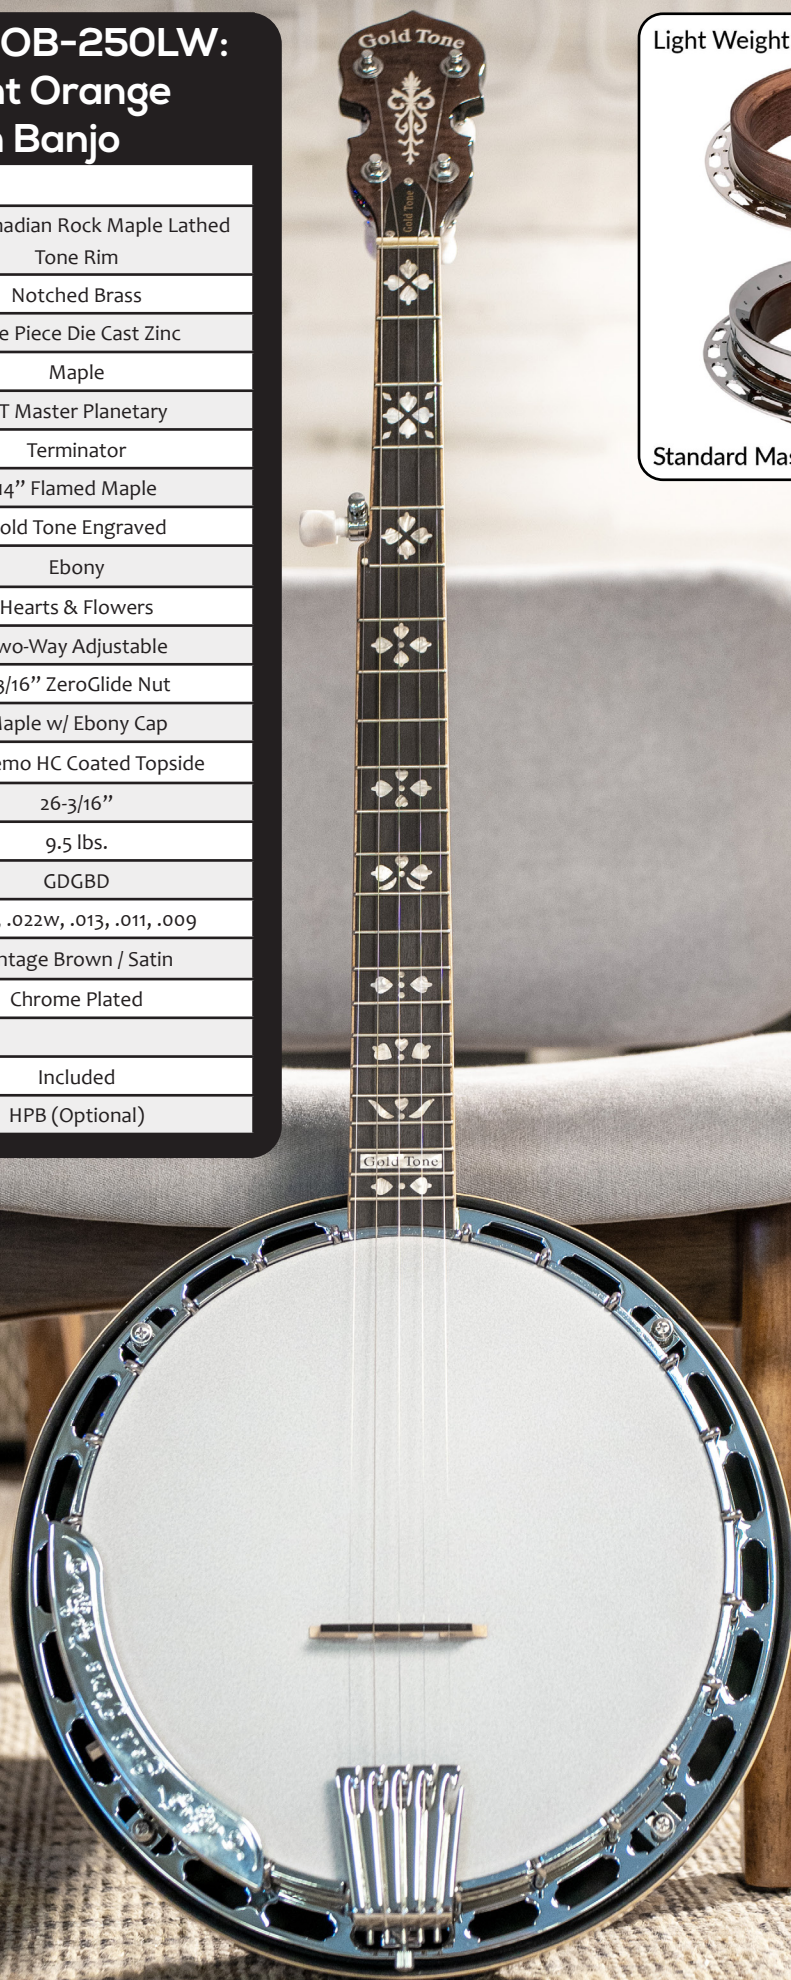 OB-250LW:
nt Orange
n Banjo
nadian Rock Maple Lathed
Tone Rim
Notched Brass
e Piece Die Cast Zinc
Maple
T Master Planetary
Terminator
14” Flamed Maple
old Tone Engraved
Ebony
Hearts & Flowers
wo-Way Adjustable
3/16” ZeroGlide Nut
Maple w/ Ebony Cap
emo HC Coated Topside
26-3/16”
9.5 lbs.
GDGBD
, .022w, .013, .011, .009
ntage Brown / Satin
Chrome Plated
Included
HPB (Optional)
Gold Tone
Gold Tone
Gold Tone
Light Weight
Standard Mas